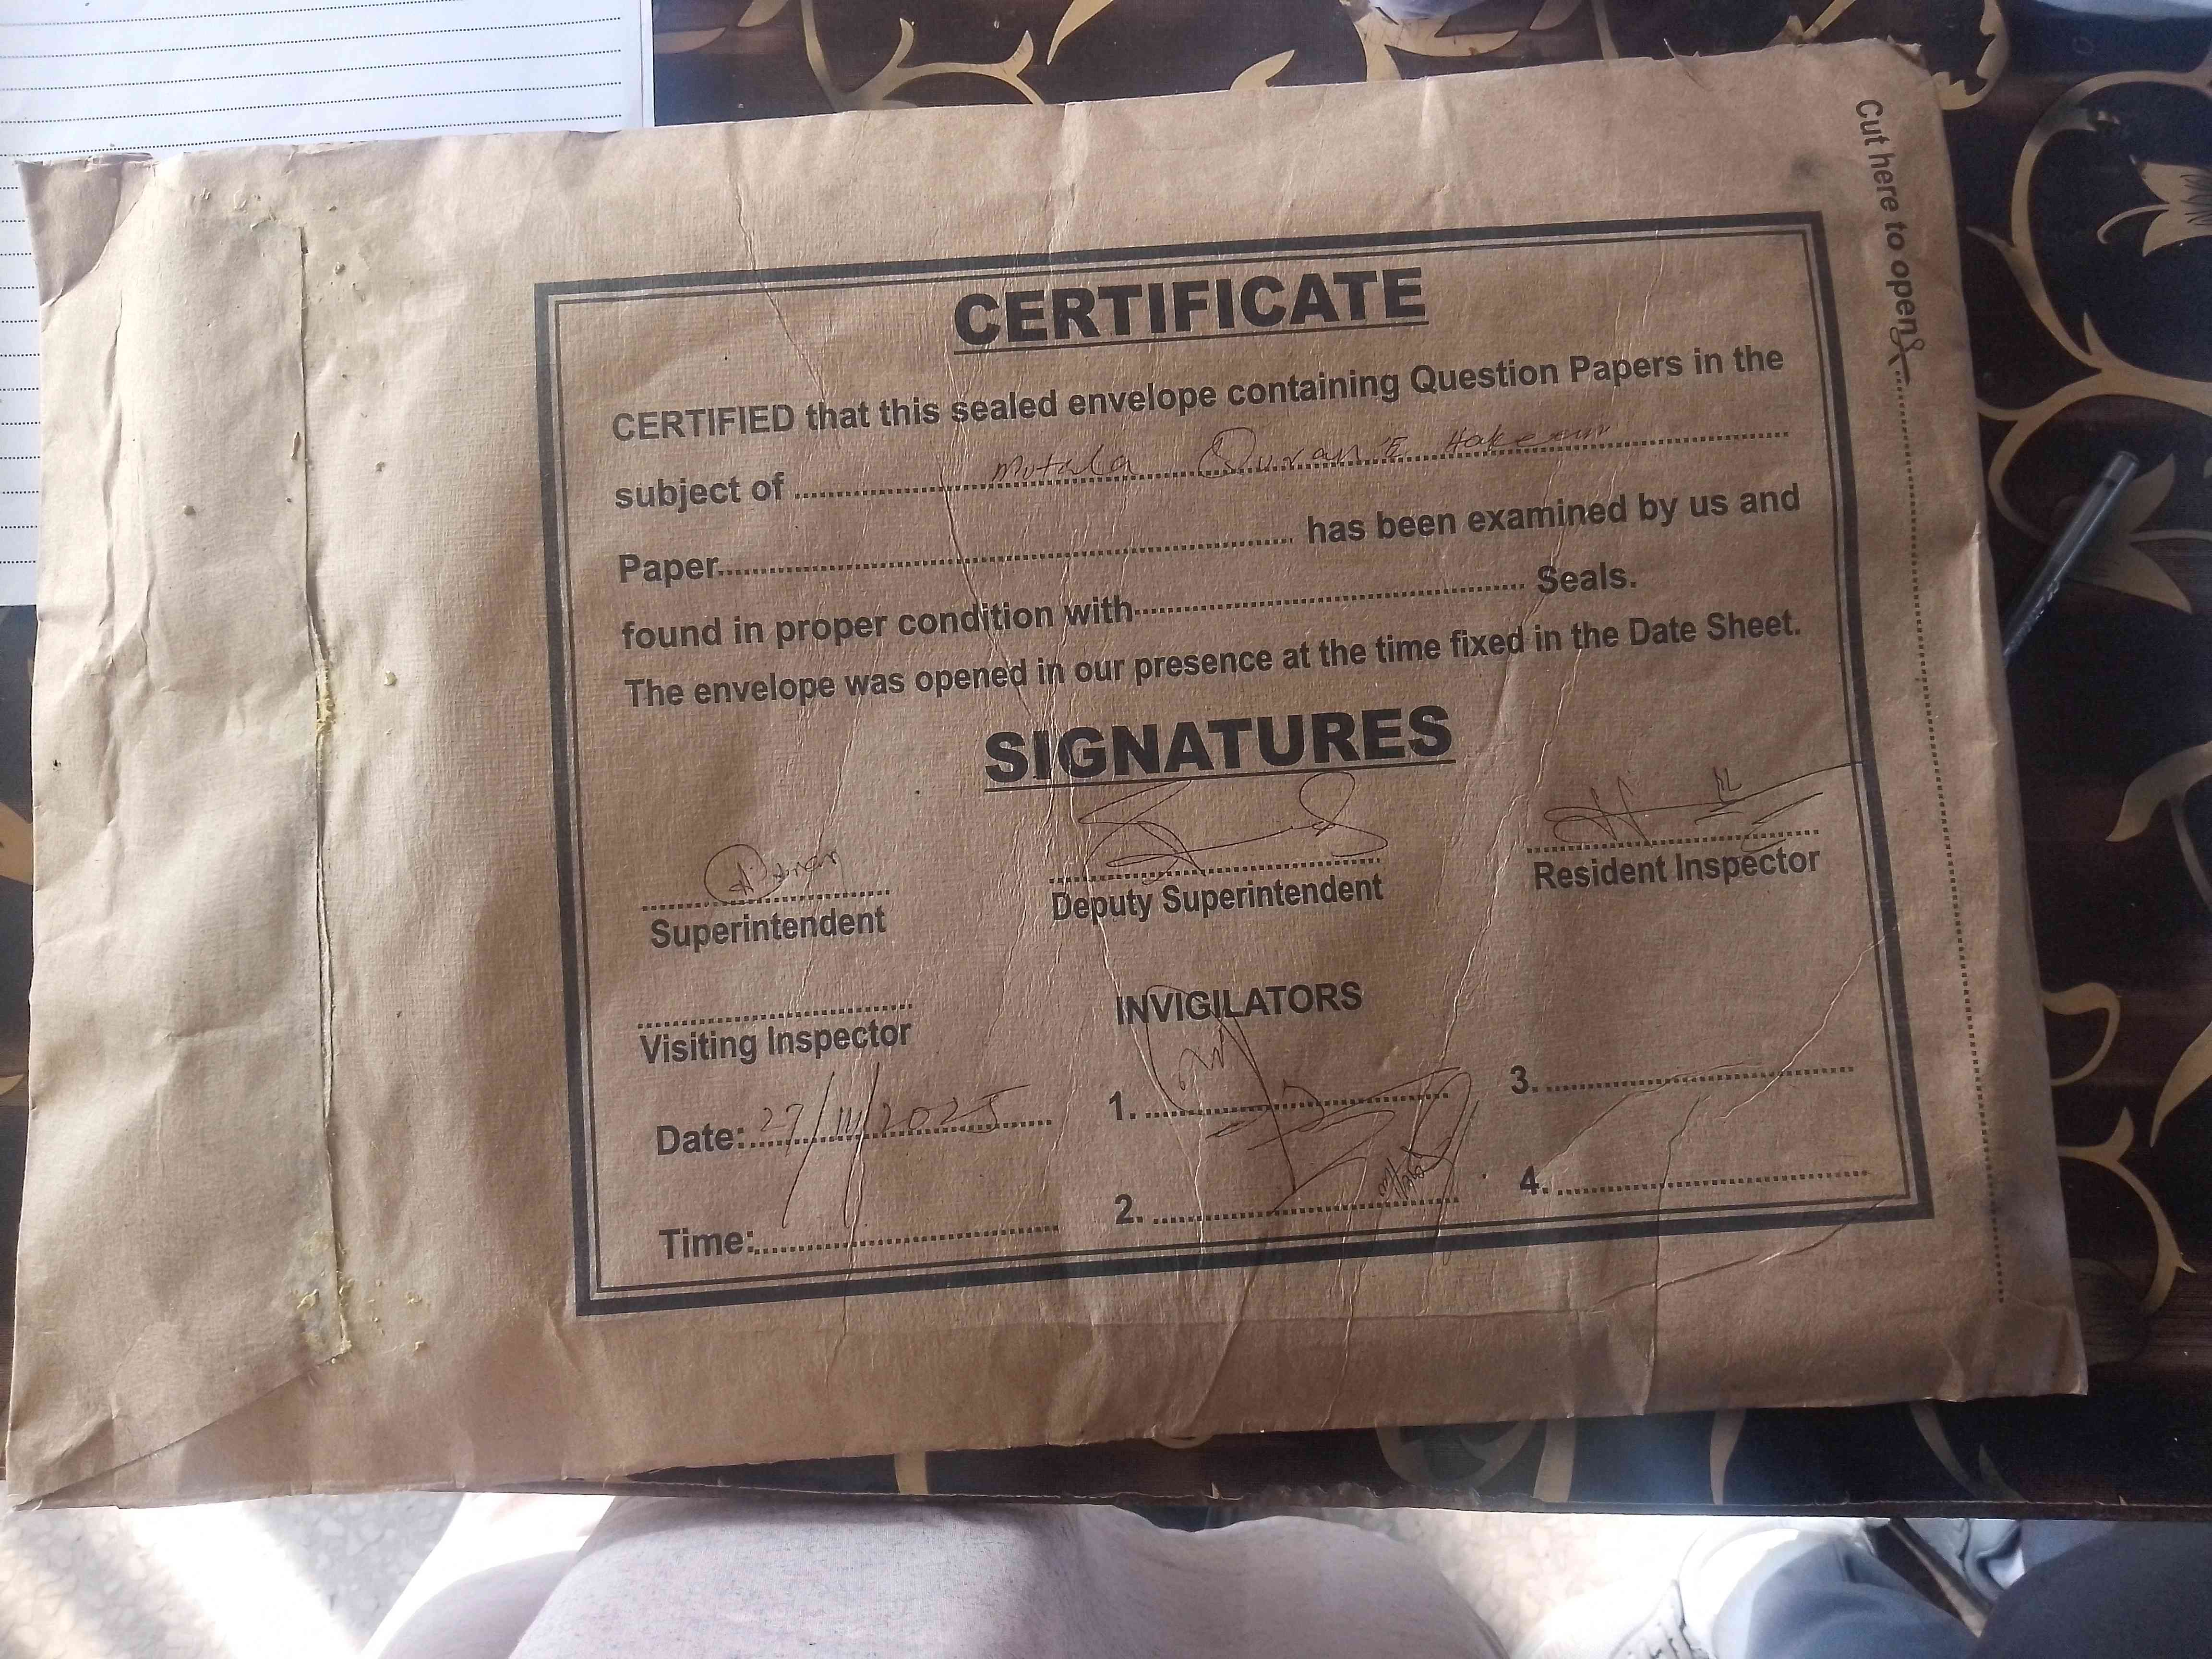 Cut here to open
CERTIFICATE
CERTIFIED that this sealed envelope containing Question Papers in the
subject of Mutala Quran'E Hakeem
Paper has been examined by us and
found in proper condition with Seals.
The envelope was opened in our presence at the time fixed in the Date Sheet.
SIGNATURES
Superintendent Deputy Superintendent Resident Inspector
Visiting Inspector INVIGILATORS
Date: 27/11/2025 1. 3.
Time: 2. 4.